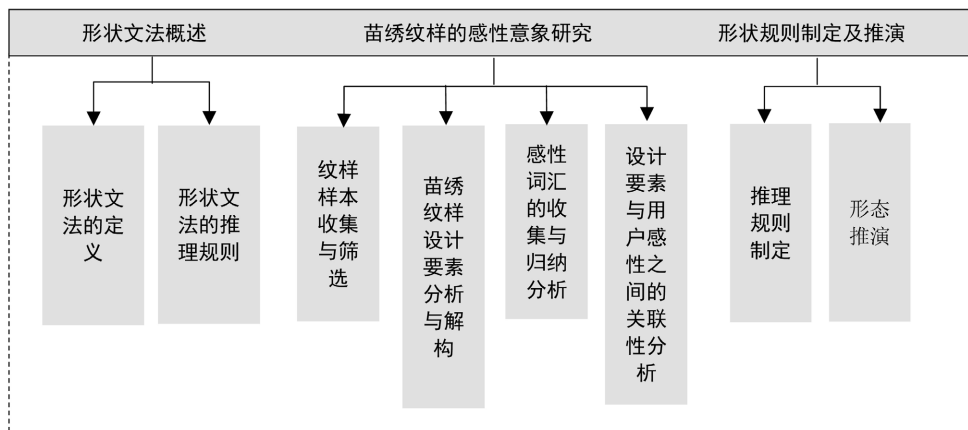 形状文法概述
苗绣纹样的感性意象研究
形状规则制定及推演
形状文
法的定
义
形状文
法的推
理规则
纹样
样本
收集
与筛
选
苗绣
纹样
设计
要素
分析
与解
构
感性
词汇
的收
集与
归纳
分析
设计
要素
与用
户感
性之
间的
关联
性分
析
推理
规则
制定
形态
推演